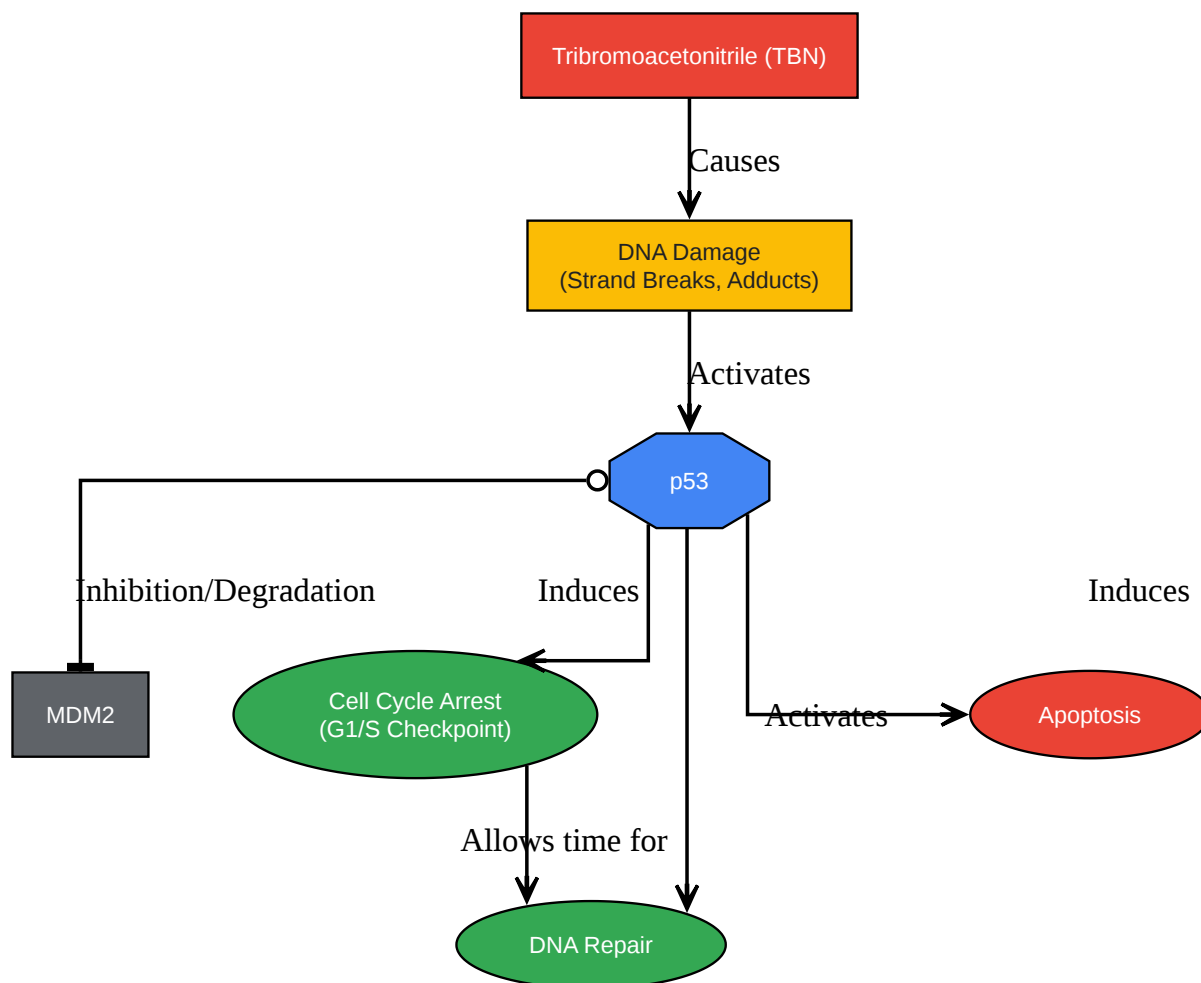 Tribromoacetonitrile (TBN)
Causes
DNA Damage
(Strand Breaks, Adducts)
Activates
p53
Inhibition/Degradation
Induces
Induces
MDM2
Cell Cycle Arrest
(G1/S Checkpoint)
Activates
Apoptosis
Allows time for
DNA Repair